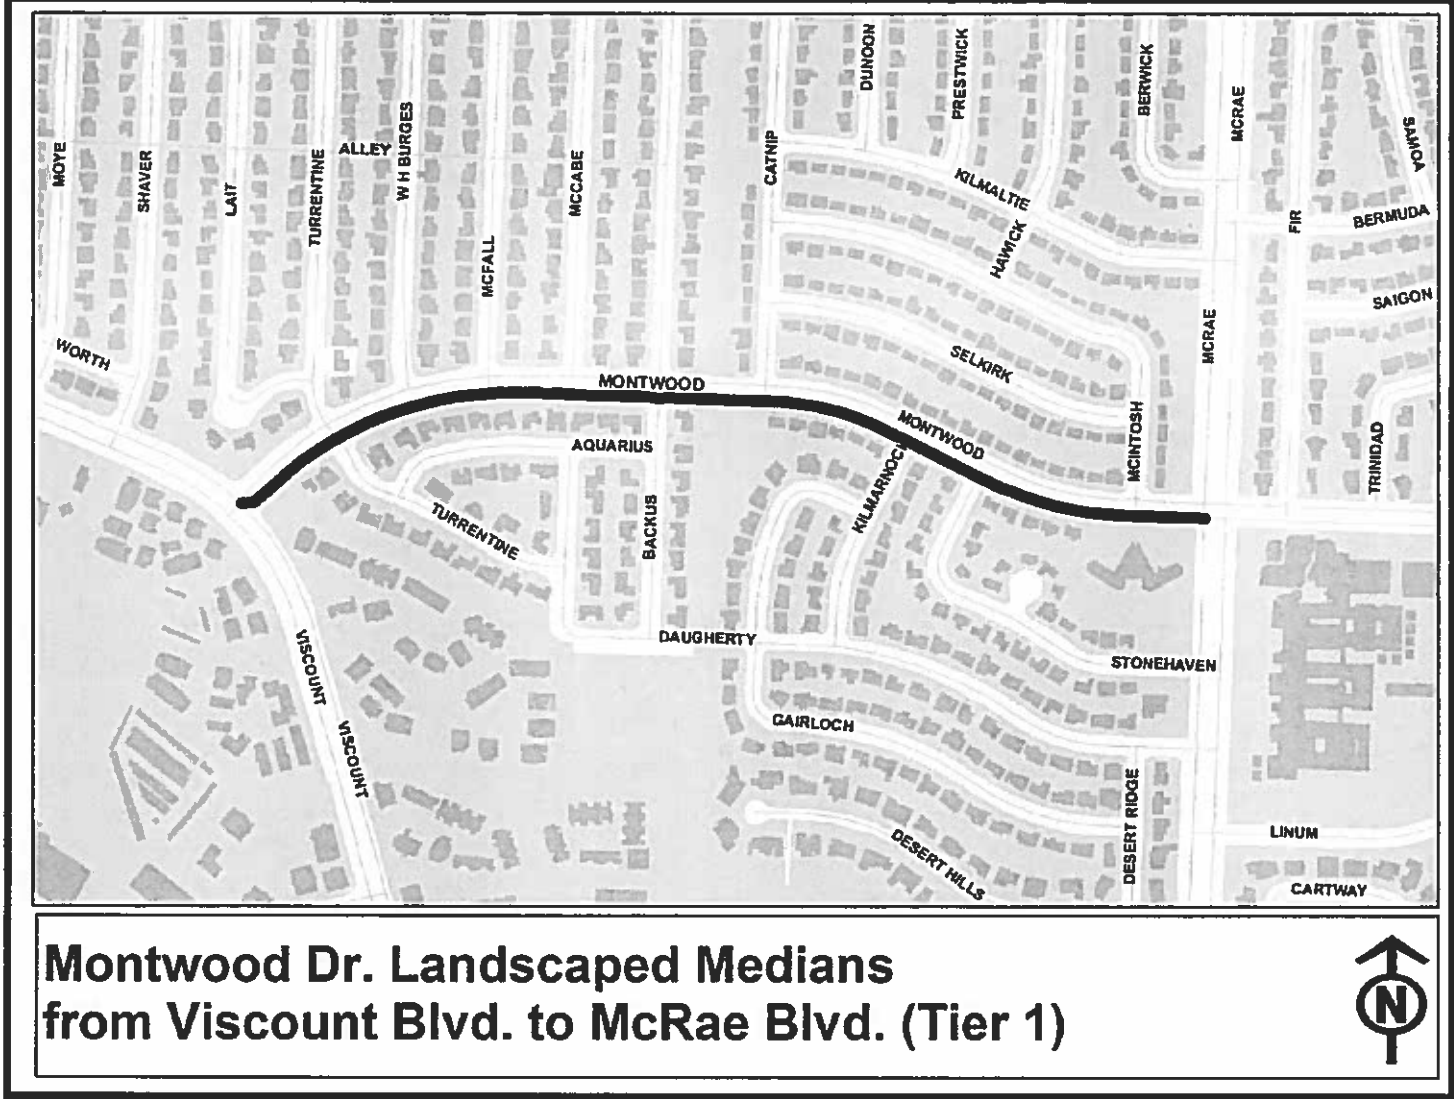 DUNOON
PRESTWICK
BERWICK
MCRAE
SAMOA
MOYE
SHAVER
LAIT
TURRENTINE
ALLEY
W H BURGES
MCFALL
MCCABE
CATNIP
KILMALTIE
HAWICK
FIR
BERMUDA
SAIGON
MCRAE
WORTH
MONTWOOD
SELKIRK
MONTWOOD
MCINTOSH
TRINIDAD
AQUARIUS
KILMARNOCK
TURRENTINE
BACKUS
DAUGHERTY
STONEHAVEN
VISCOUNT
VISCOUNT
GAIRLOCH
DESERT RIDGE
DESERT HILLS
LINUM
CARTWAY
Montwood Dr. Landscaped Medians
from Viscount Blvd. to McRae Blvd. (Tier 1)
N